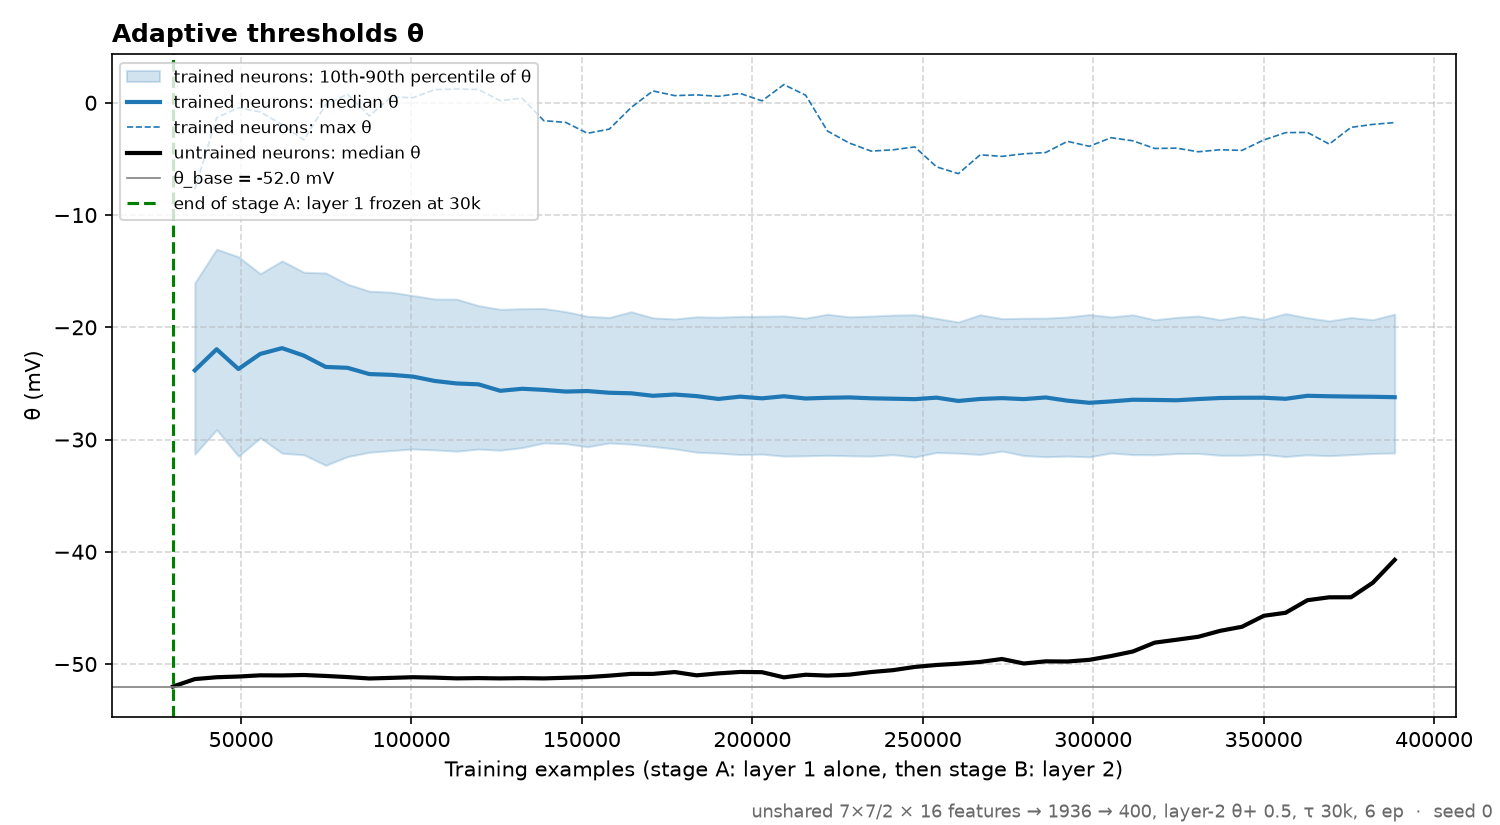 Adaptive thresholds θ
trained neurons: 10th-90th percentile of θ
trained neurons: median θ
trained neurons: max θ
untrained neurons: median θ
θ_base = -52.0 mV
end of stage A: layer 1 frozen at 30k
θ (mV)
0
−10
−20
−30
−40
−50
50000 100000 150000 200000 250000 300000 350000 400000
Training examples (stage A: layer 1 alone, then stage B: layer 2)
unshared 7×7/2 × 16 features → 1936 → 400, layer-2 θ+ 0.5, τ 30k, 6 ep · seed 0